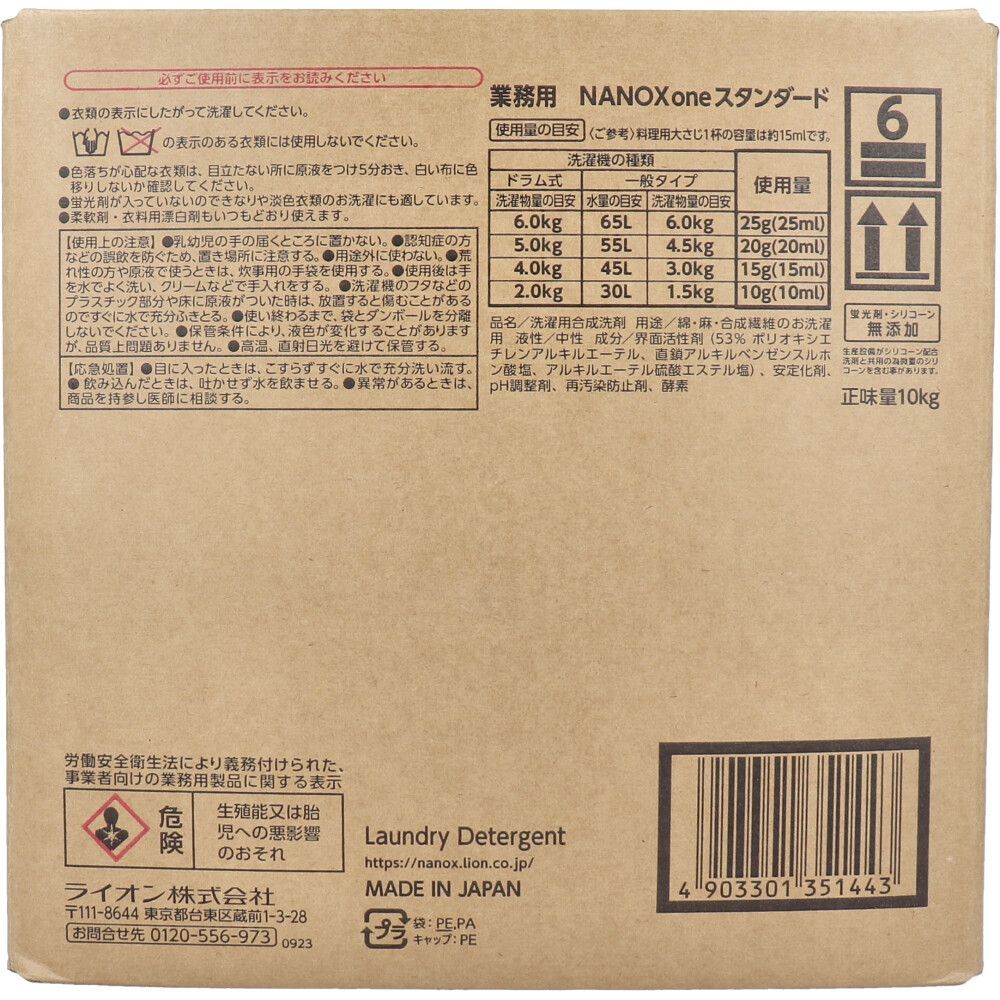 必ずご使用前に表示をお読みください
●衣類の表示にしたがって洗濯してください。
の表示のある衣類には使用しないでください。
●色落ちが心配な衣類は、目立たない所に原液をつけ5分おき、白い布に色
移りしないか確認してください。
●蛍光剤が入っていないのできなりや淡色衣類のお洗濯にも適しています。
●柔軟剤・衣料用漂白剤もいつもどおり使えます。
【使用上の注意】●乳幼児の手の届くところに置かない。●認知症の方
などの誤飲を防ぐため、置き場所に注意する。●用途外に使わない。●荒
れ性の方や原液で使うときは、炊事用の手袋を使用する。●使用後は手
を水でよく洗い、クリームなどで手入れをする。●洗濯機のフタなどの
プラスチック部分や床に原液がついた時は、放置すると傷むことがある
のですぐに水で充分ふきとる。●使い終わるまで、袋とダンボールを分離
しないでください。●保管条件により、液色が変化することがあります
が、品質上問題ありません。●高温、直射日光を避けて保管する。
【応急処置】●目に入ったときは、こすらずすぐに水で充分洗い流す。
●飲み込んだときは、吐かせず水を飲ませる。●異常があるときは、
商品を持参し医師に相談する。
業務用 NANOXoneスタンダード
使用量の目安 〈ご参考〉料理用大さじ1杯の容量は約15mlです。
洗濯機の種類 使用量
ドラム式 一般タイプ
洗濯物量の目安 水量の目安 洗濯物量の目安
6.0kg 65L 6.0kg 25g(25ml)
5.0kg 55L 4.5kg 20g(20ml)
4.0kg 45L 3.0kg 15g(15ml)
2.0kg 30L 1.5kg 10g(10ml)
品名/洗濯用合成洗剤 用途/綿・麻・合成繊維のお洗濯
用 液性/中性 成分/界面活性剤(53% ポリオキシエ
チレンアルキルエーテル、直鎖アルキルベンゼンスルホ
ン酸塩、アルキルエーテル硫酸エステル塩)、安定化剤、
pH調整剤、再汚染防止剤、酵素
6
蛍光剤・シリコーン
無添加
生産設備がシリコーン配合
洗剤と共用の為微量のシリ
コーンを含む事があります。
正味量10kg
労働安全衛生法により義務付けられた、
事業者向けの業務用製品に関する表示
危険
生殖能又は胎
児への悪影響
のおそれ
ライオン株式会社
〒111-8644 東京都台東区蔵前1-3-28
お問合せ先 0120-556-973 0923
Laundry Detergent
https://nanox.lion.co.jp/
MADE IN JAPAN
プラ
袋:PE,PA
キャップ:PE
4 903301 351443